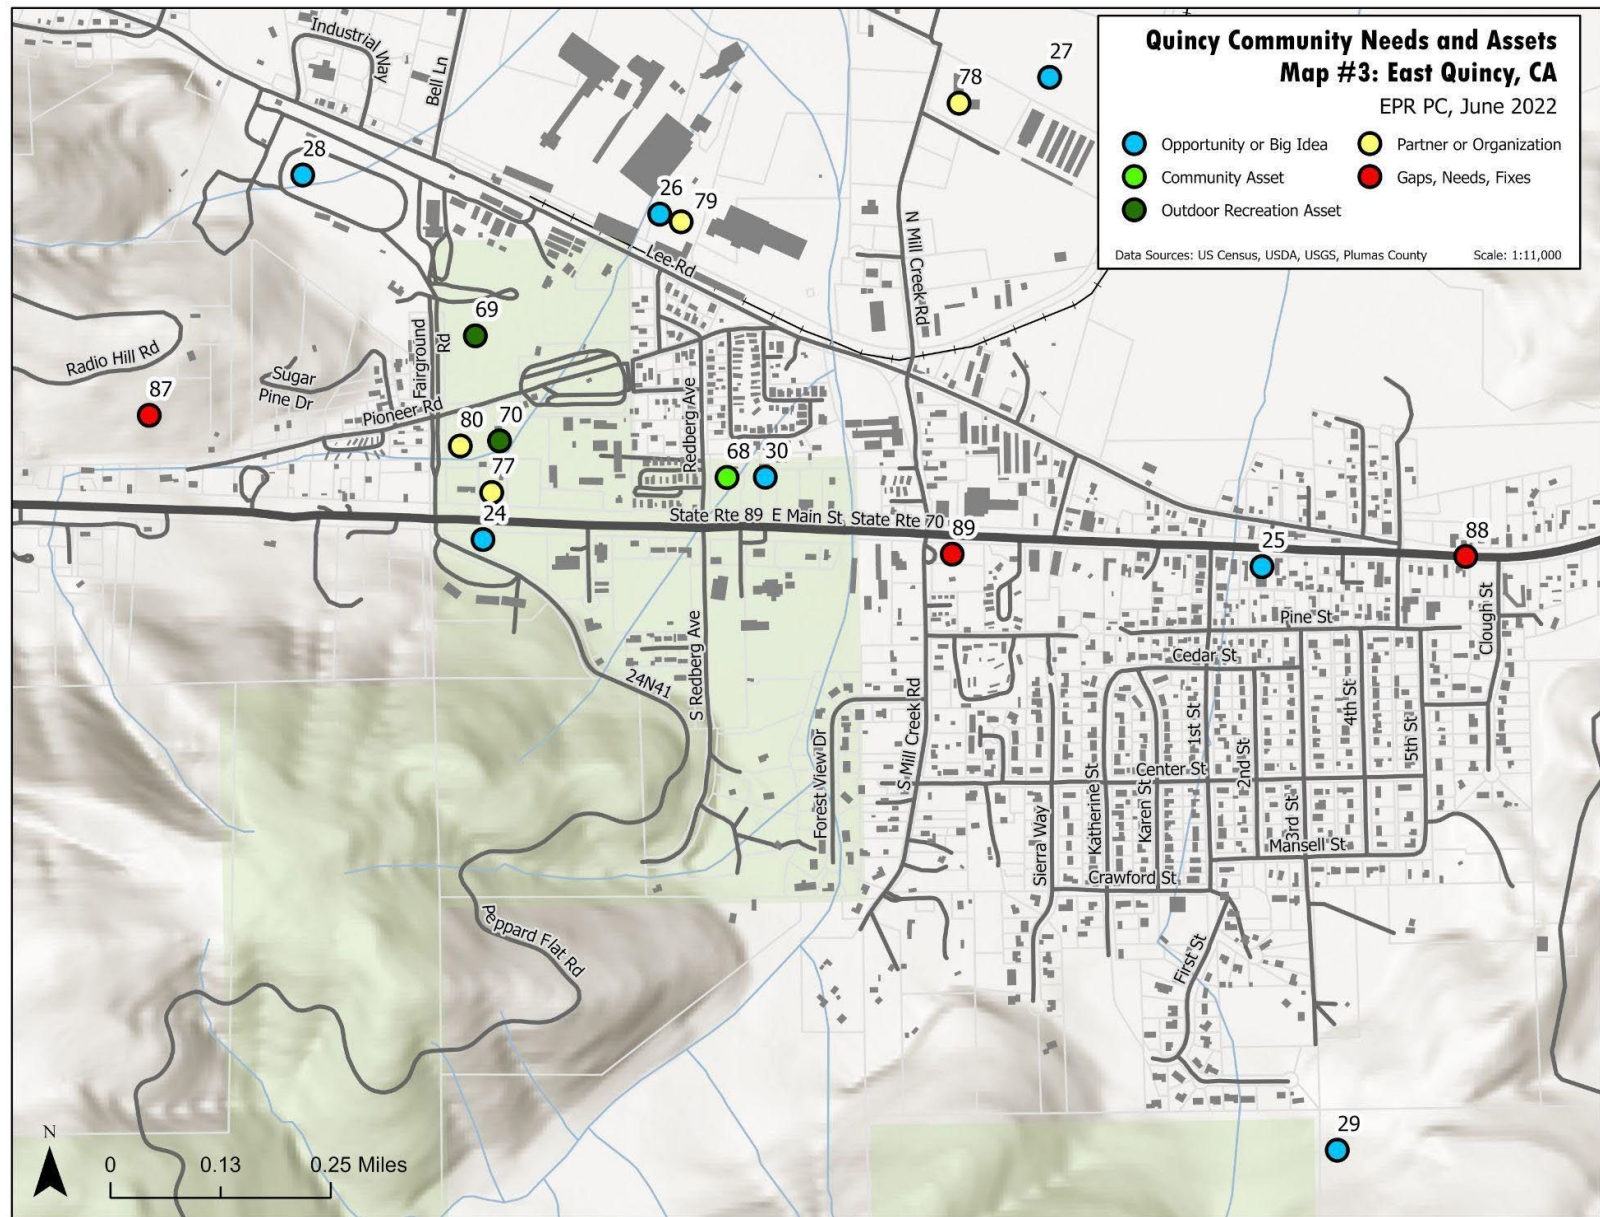 Quincy Community Needs and Assets
Map #3: East Quincy, CA
EPR PC, June 2022
Opportunity or Big Idea
Partner or Organization
Community Asset
Gaps, Needs, Fixes
Outdoor Recreation Asset
Data Sources: US Census, USDA, USGS, Plumas County
Scale: 1:11,000
Industrial Way
Bell Ln
27
78
28
26
79
Lee Rd
N Mill Creek Rd
69
Fairground Rd
Radio Hill Rd
Sugar
Pine Dr
87
Pioneer Rd
80
70
Redberg Ave
77
68
30
24
State Rte 89
E Main St
State Rte 70
89
25
88
Pine St
Clough St
Cedar St
24N41
S Redberg Ave
S Mill Creek Rd
Forest View Dr
1st St
2nd St
4th St
5th St
Center St
Sierra Way
Katherine St
Karen St
3rd St
Mansell St
Crawford St
Peppard Flat Rd
First St
29
N
0
0.13
0.25 Miles